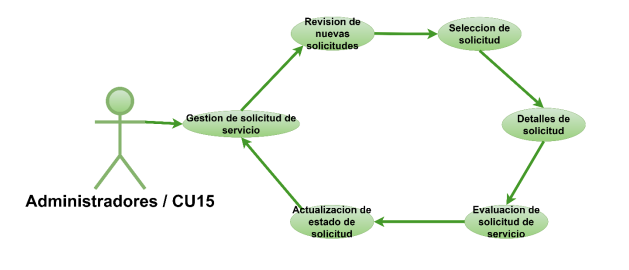 Revision de
nuevas
solicitudes
Seleccion de
solicitud
Gestion de solicitud de
servicio
Detalles de
solicitud
Administradores / CU15
Actualizacion de
estado de
solicitud
Evaluacion de
solicitud de
servicio